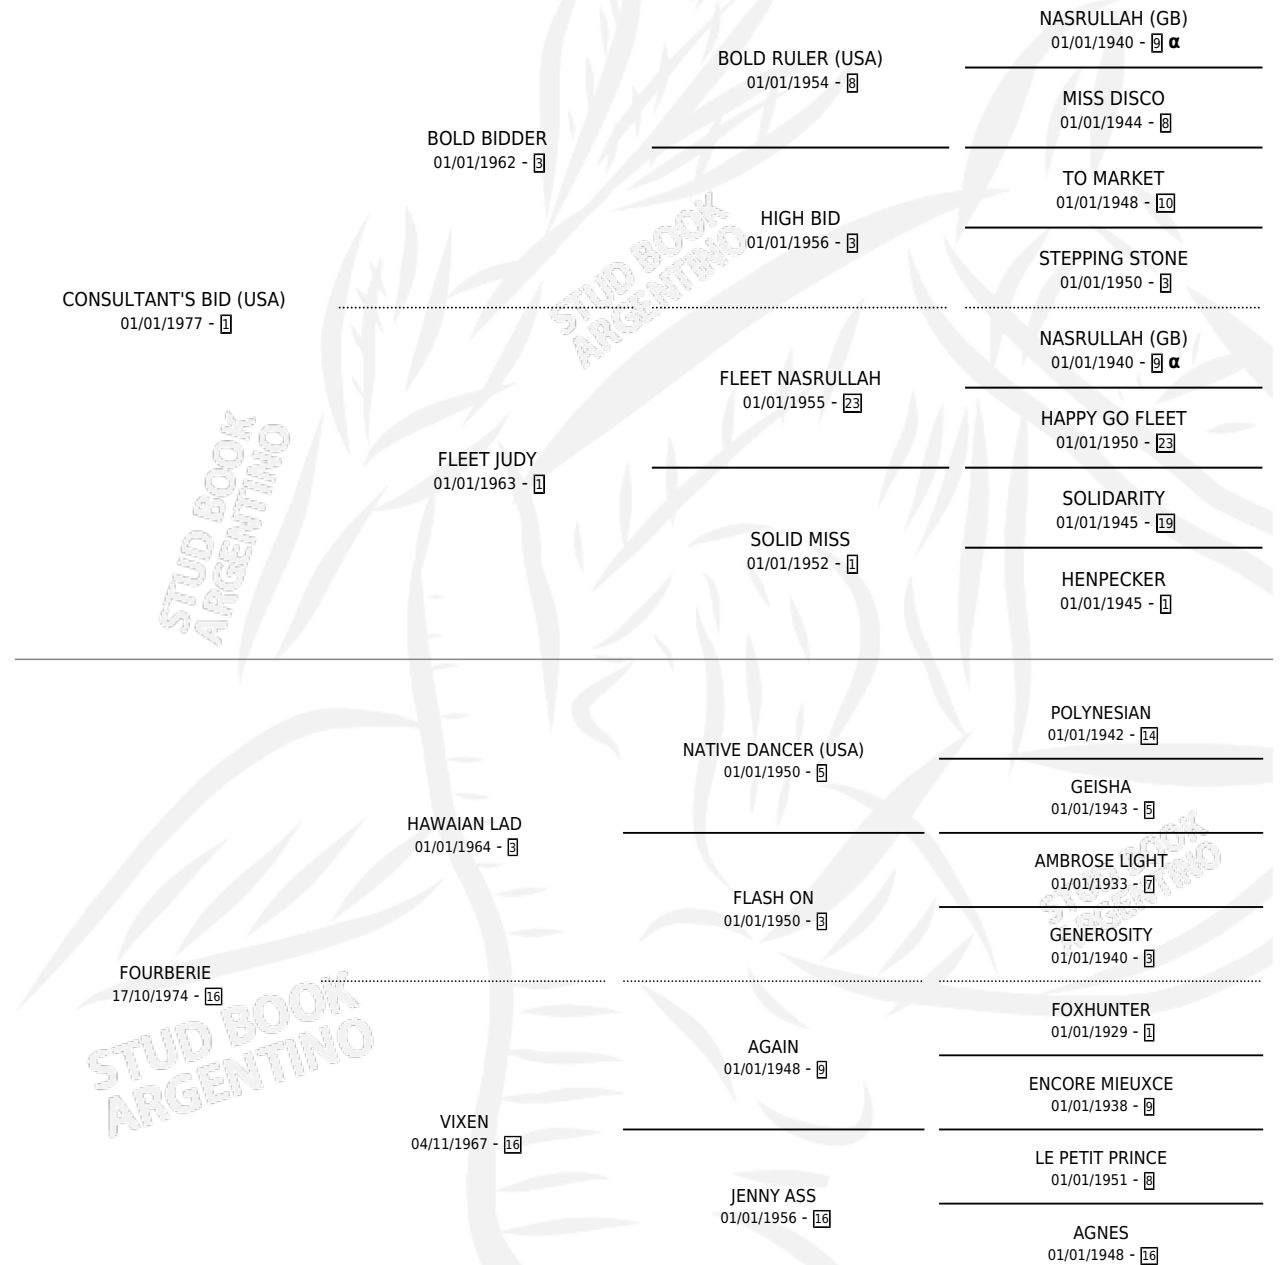 NASRULLAH (GB)
01/01/1940 - 9 α
BOLD RULER (USA)
01/01/1954 - 8
MISS DISCO
01/01/1944 - 8
BOLD BIDDER
01/01/1962 - 3
TO MARKET
01/01/1948 - 10
HIGH BID
01/01/1956 - 3
STEPPING STONE
01/01/1950 - 3
CONSULTANT'S BID (USA)
01/01/1977 - 1
NASRULLAH (GB)
01/01/1940 - 9 α
FLEET NASRULLAH
01/01/1955 - 23
HAPPY GO FLEET
01/01/1950 - 23
FLEET JUDY
01/01/1963 - 1
SOLIDARITY
01/01/1945 - 19
SOLID MISS
01/01/1952 - 1
HENPECKER
01/01/1945 - 1
POLYNESIAN
01/01/1942 - 14
NATIVE DANCER (USA)
01/01/1950 - 5
GEISHA
01/01/1943 - 5
HAWAIAN LAD
01/01/1964 - 3
AMBROSE LIGHT
01/01/1933 - 7
FLASH ON
01/01/1950 - 3
GENEROSITY
01/01/1940 - 3
FOURBERIE
17/10/1974 - 16
FOXHUNTER
01/01/1929 - 1
AGAIN
01/01/1948 - 9
ENCORE MIEUXCE
01/01/1938 - 9
VIXEN
04/11/1967 - 16
LE PETIT PRINCE
01/01/1951 - 8
JENNY ASS
01/01/1956 - 16
AGNES
01/01/1948 - 16
STUD BOOK
ARGENTINO
STUD BOOK
ARGENTINO
STUD BOOK
ARGENTINO
STUD BOOK
ARGENTINO